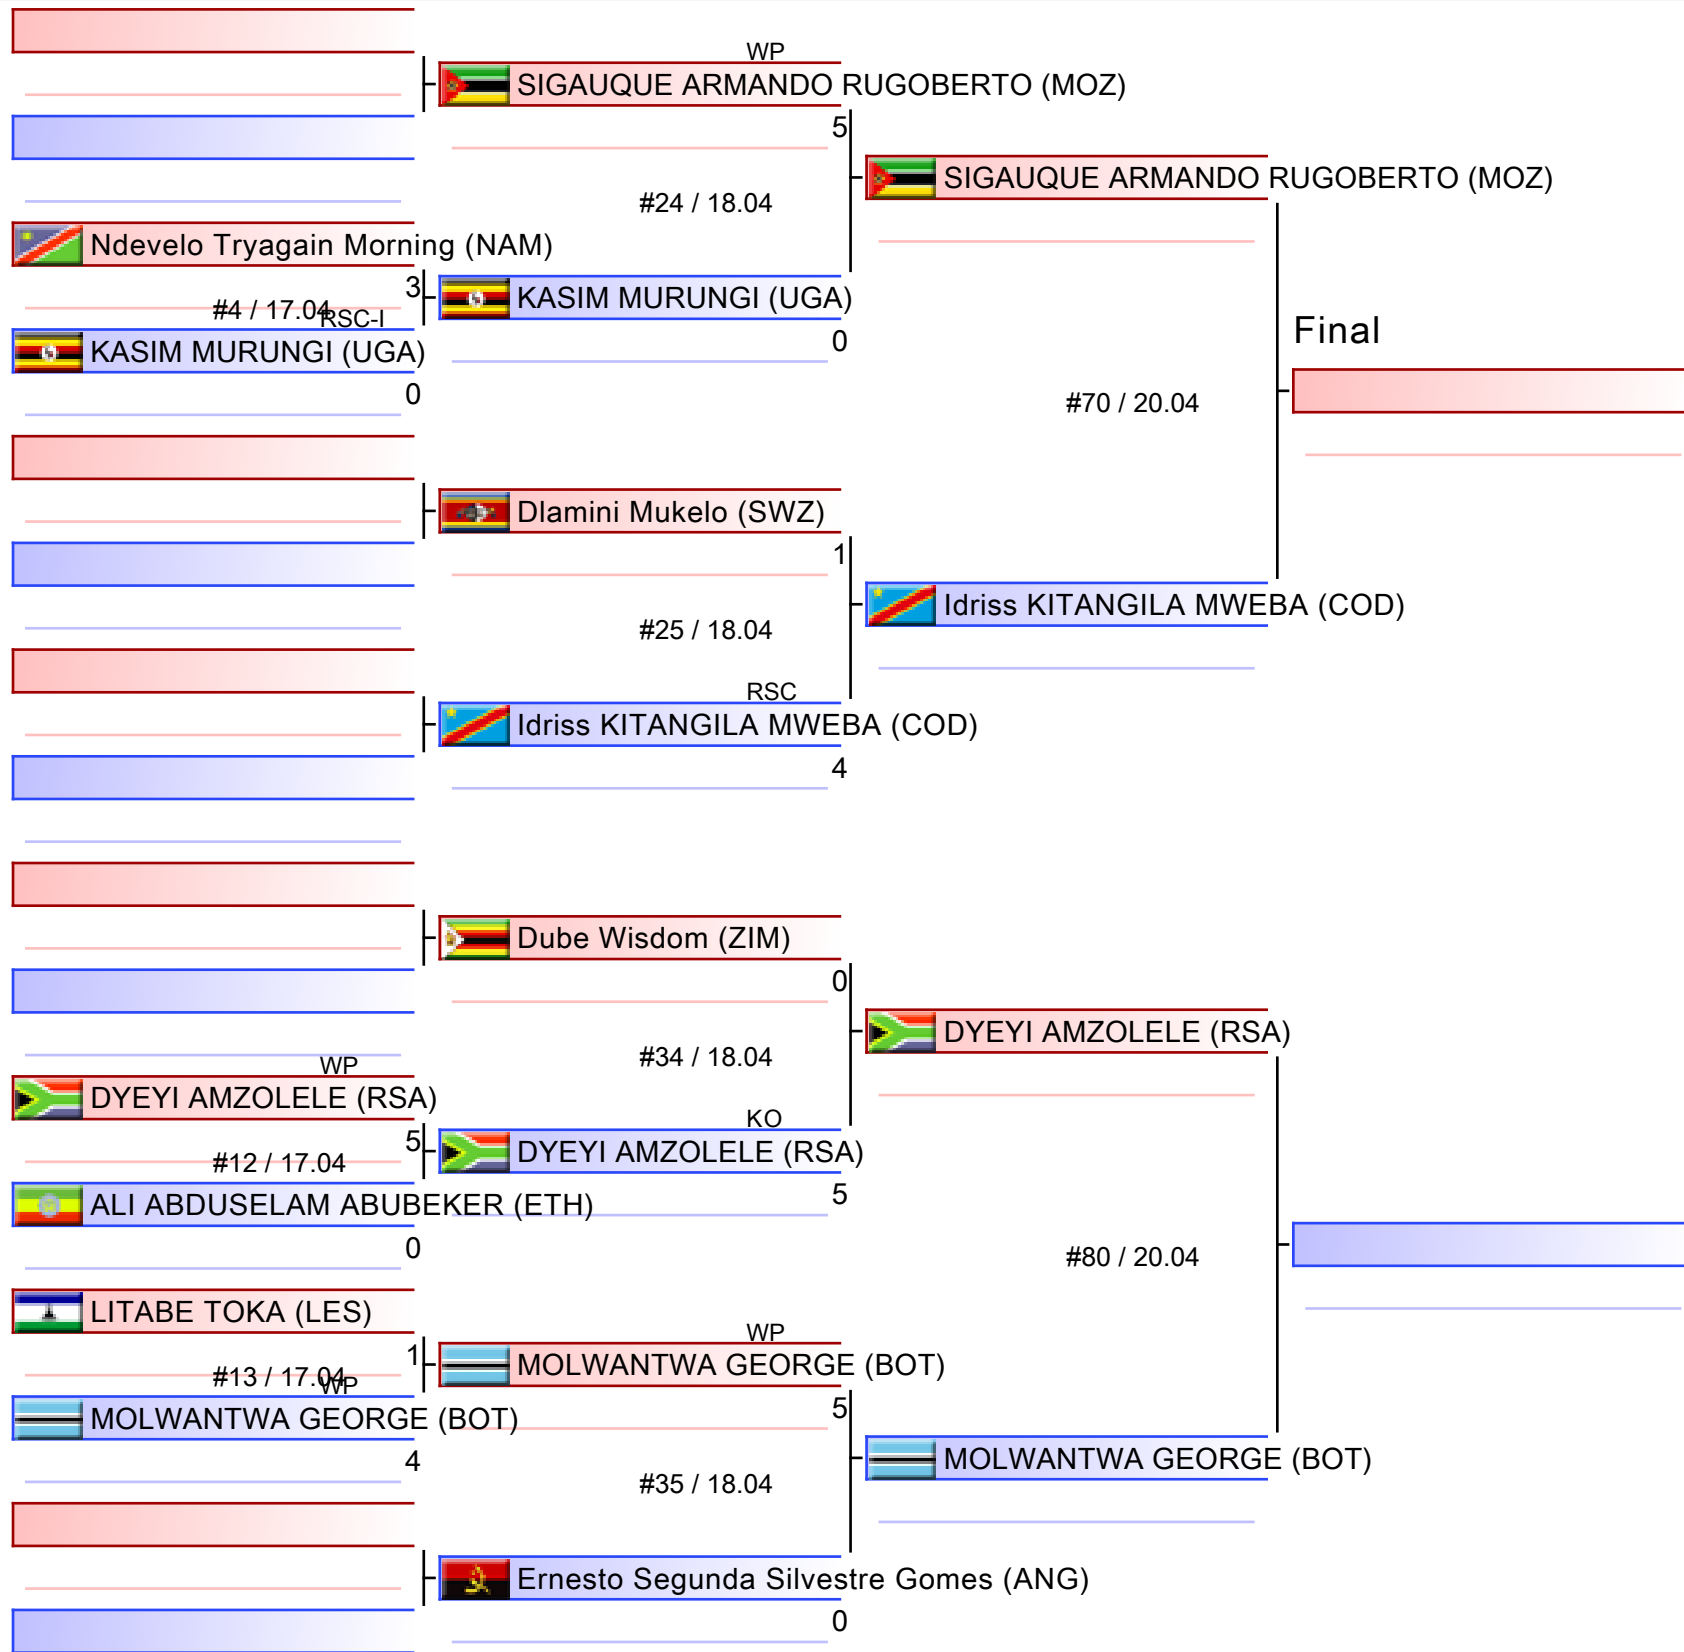 WP
SIGAUQUE ARMANDO RUGOBERTO (MOZ)
5
SIGAUQUE ARMANDO RUGOBERTO (MOZ)
#24 / 18.04
Ndevelo Tryagain Morning (NAM)
3
#4 / 17.04
RSC-I
KASIM MURUNGI (UGA)
0
KASIM MURUNGI (UGA)
0
Final
#70 / 20.04
Dlamini Mukelo (SWZ)
1
Idriss KITANGILA MWEBA (COD)
#25 / 18.04
RSC
Idriss KITANGILA MWEBA (COD)
4
Dube Wisdom (ZIM)
0
DYEYI AMZOLELE (RSA)
#34 / 18.04
WP
DYEYI AMZOLELE (RSA)
5
#12 / 17.04
KO
DYEYI AMZOLELE (RSA)
5
ALI ABDUSELAM ABUBEKER (ETH)
0
#80 / 20.04
LITABE TOKA (LES)
1
#13 / 17.04
WP
MOLWANTWA GEORGE (BOT)
4
WP
MOLWANTWA GEORGE (BOT)
5
MOLWANTWA GEORGE (BOT)
#35 / 18.04
Ernesto Segunda Silvestre Gomes (ANG)
0